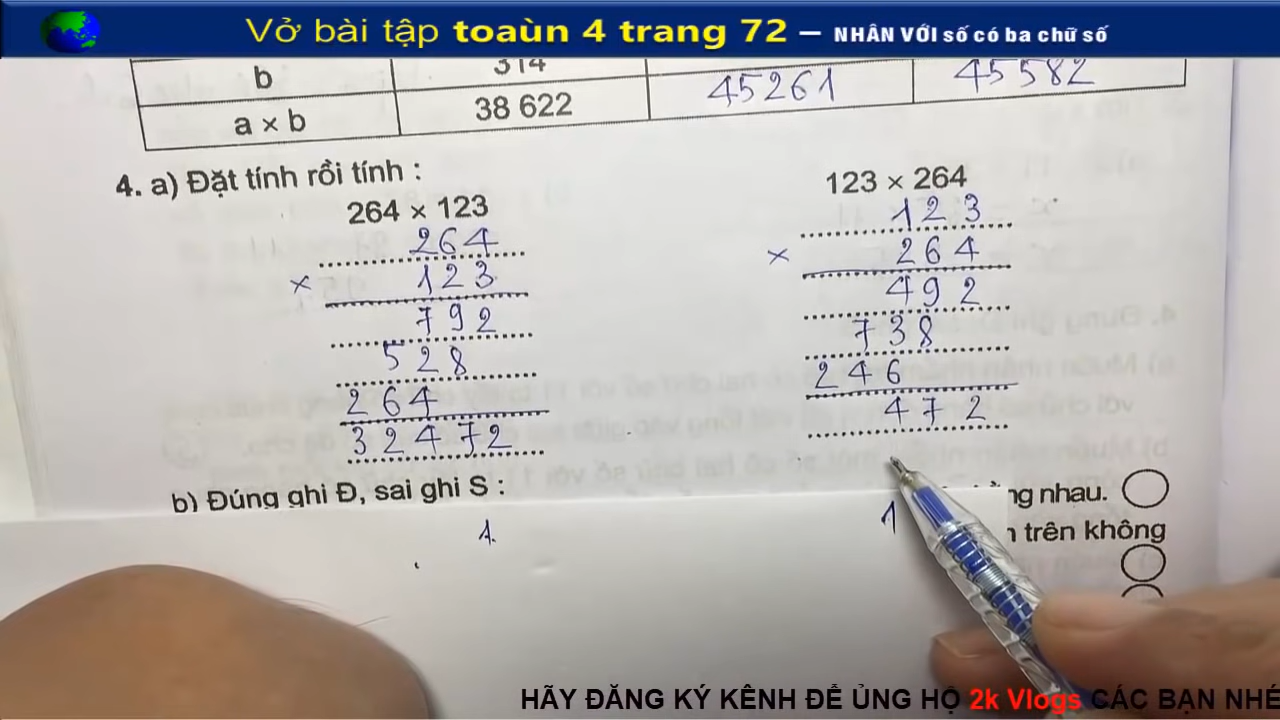 Vở bài tập toaùn 4 trang 72 – NHÂN VỚI số có ba chữ số
b 314
a × b 38 622 45261 45582
4. a) Đặt tính rồi tính :
264 × 123
264
× 123
792
528
264
32472
123 × 264
123
× 264
492
738
246
472
b) Đúng ghi Đ, sai ghi S :
nhau.
trên không
1
1
HÃY ĐĂNG KÝ KÊNH ĐỂ ỦNG HỘ 2k Vlogs CÁC BẠN NHÉ